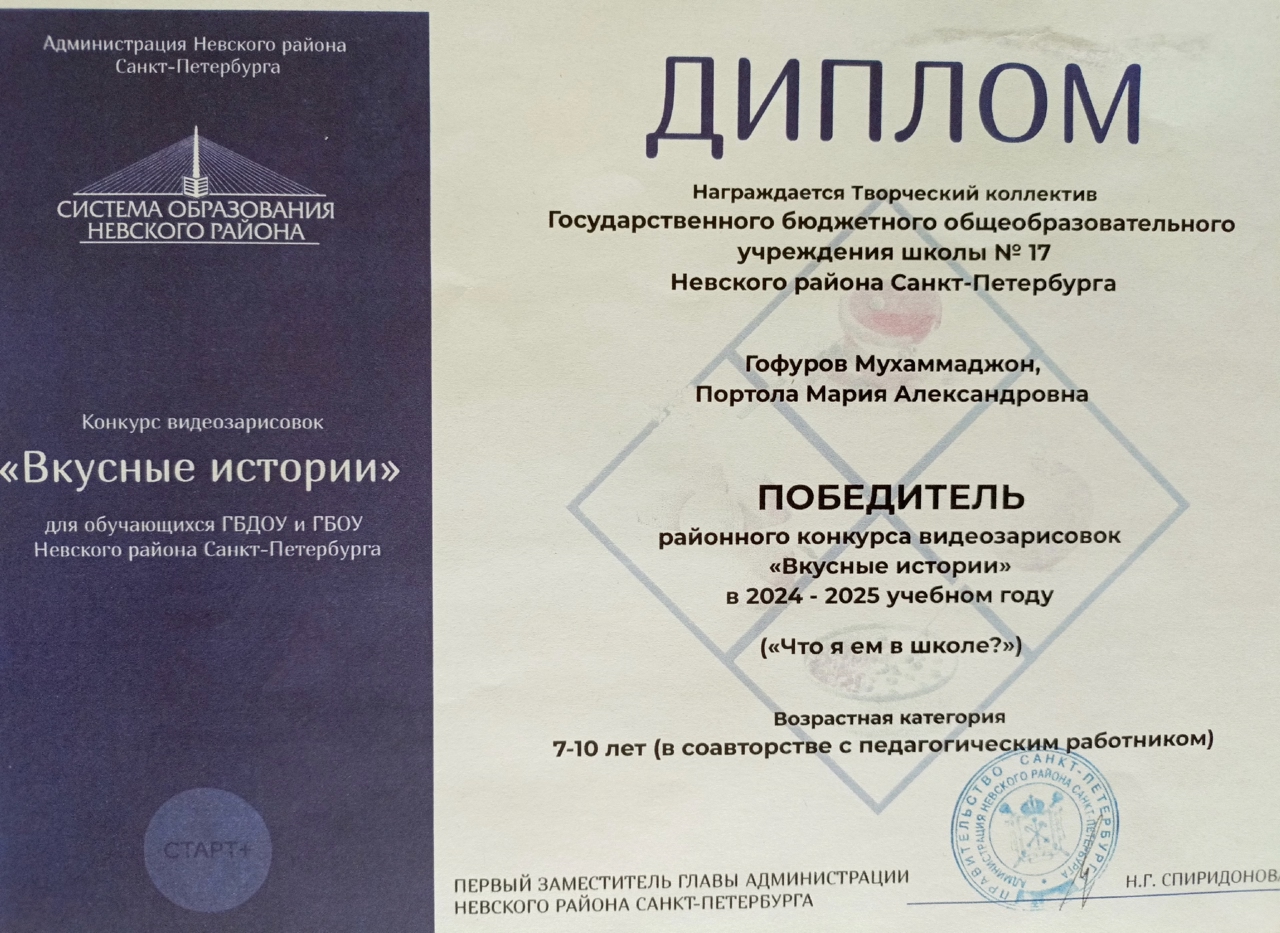 Администрация Невского района
Санкт-Петербурга
СИСТЕМА ОБРАЗОВАНИЯ
НЕВСКОГО РАЙОНА
Конкурс видеозарисовок
«Вкусные истории»
для обучающихся ГБДОУ и ГБОУ
Невского района Санкт-Петербурга
СТАРТ+
ДИПЛОМ
Награждается Творческий коллектив
Государственного бюджетного общеобразовательного
учреждения школы № 17
Невского района Санкт-Петербурга
Гофуров Мухаммаджон,
Портола Мария Александровна
ПОБЕДИТЕЛЬ
районного конкурса видеозарисовок
«Вкусные истории»
в 2024 - 2025 учебном году
(«Что я ем в школе?»)
Возрастная категория
7-10 лет (в соавторстве с педагогическим работником)
ПРАВИТЕЛЬСТВО САНКТ-ПЕТЕРБУРГА
АДМИНИСТРАЦИЯ НЕВСКОГО РАЙОНА САНКТ-ПЕТЕРБУРГА
ПЕРВЫЙ ЗАМЕСТИТЕЛЬ ГЛАВЫ АДМИНИСТРАЦИИ
НЕВСКОГО РАЙОНА САНКТ-ПЕТЕРБУРГА
Н.Г. СПИРИДОНОВА